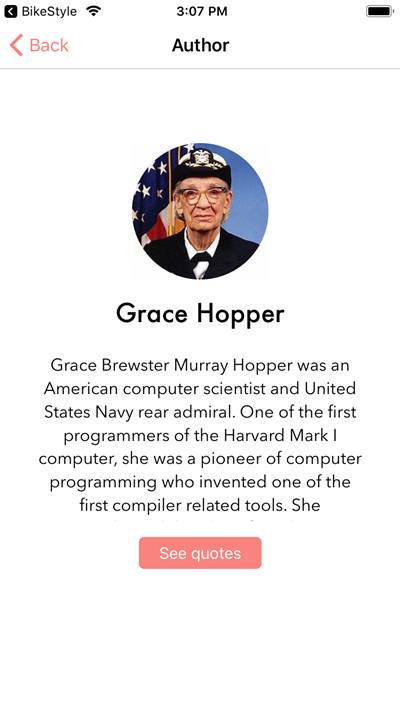 BikeStyle 3:07 PM
Back Author
Grace Hopper
Grace Brewster Murray Hopper was an
American computer scientist and United
States Navy rear admiral. One of the first
programmers of the Harvard Mark I
computer, she was a pioneer of computer
programming who invented one of the
first compiler related tools. She
See quotes